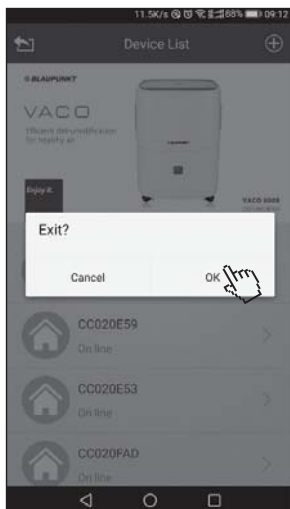 11.5K/s 88% 09:12
Device List
BLAUPUNKT
VACO
Efficient dehumidification
for healthy air
Enjoy it.
Exit?
Cancel OK
CC020E59
On line
CC020E53
On line
CC020FAD
On line